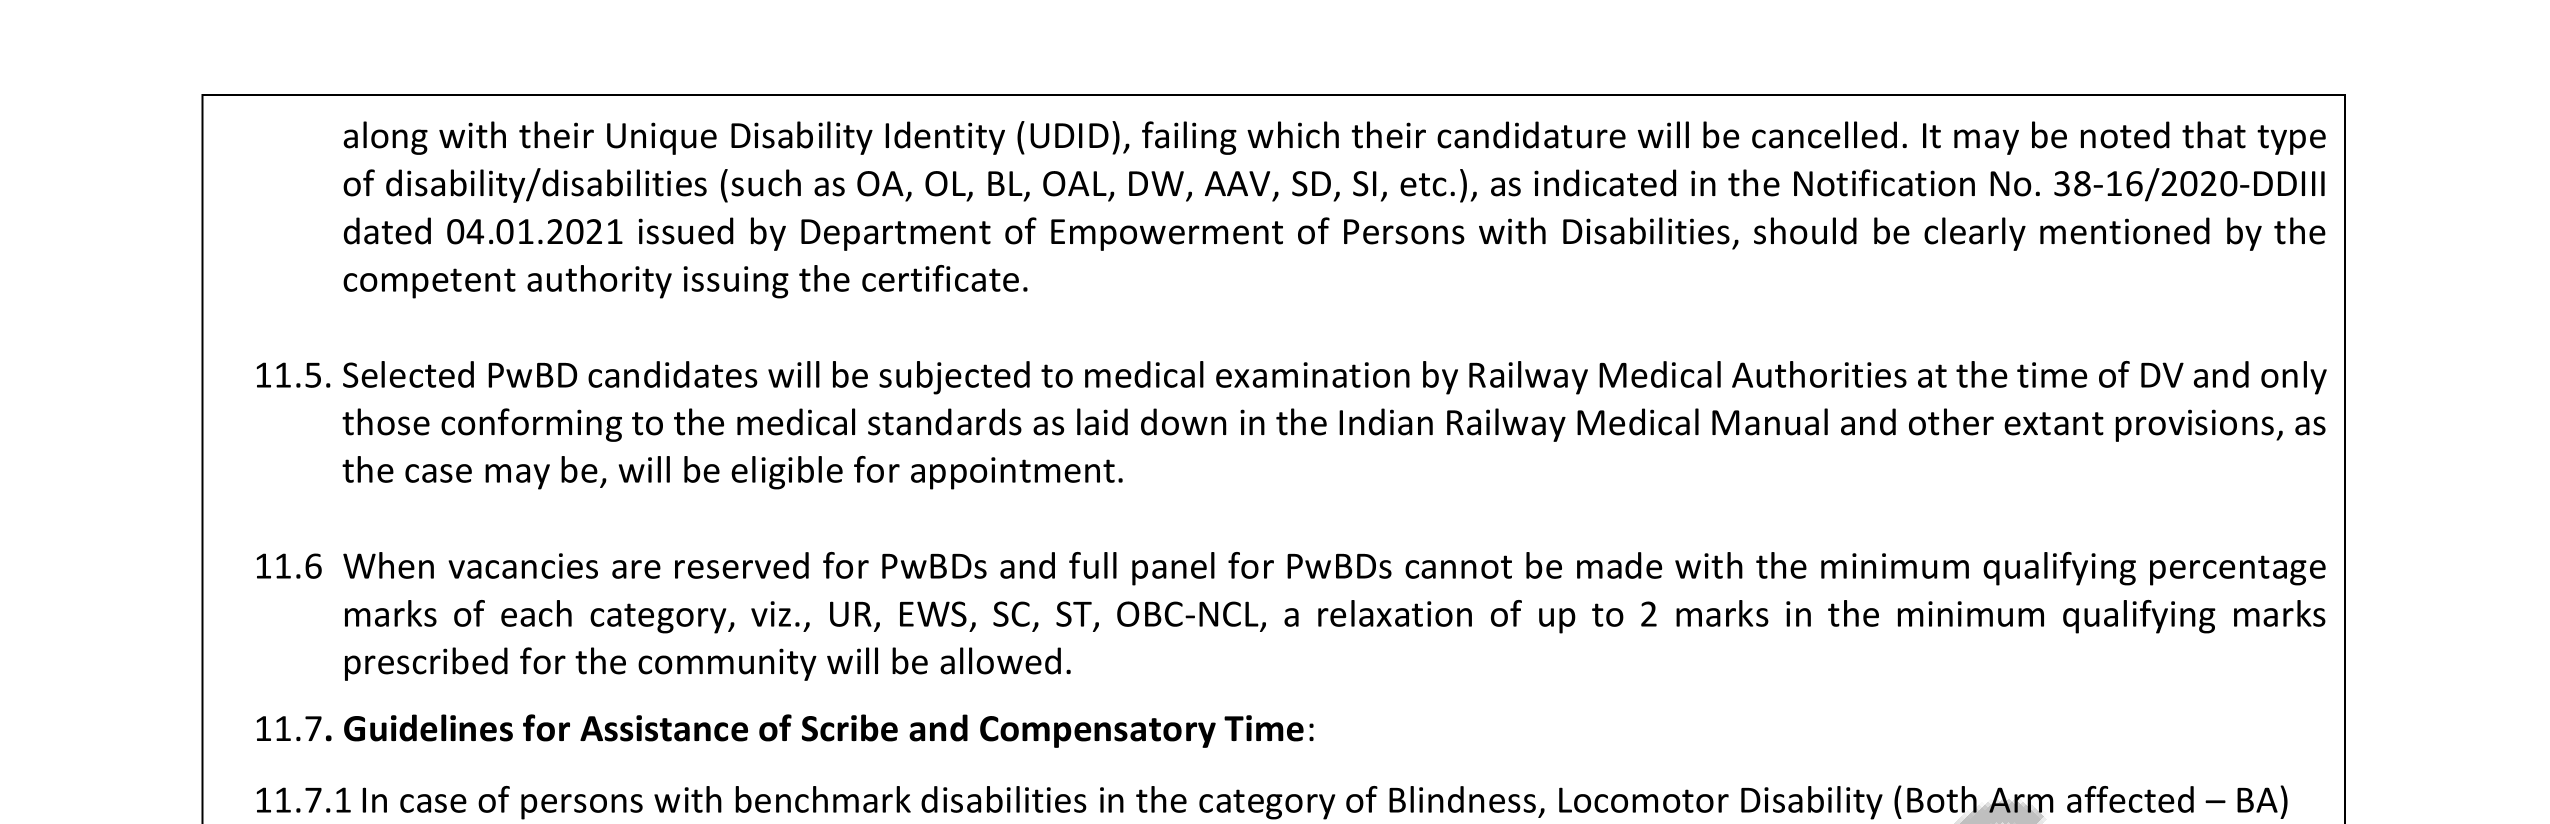 along with their Unique Disability Identity (UDID), failing which their candidature will be cancelled. It may be noted that type
of disability/disabilities (such as OA, OL, BL, OAL, DW, AAV, SD, SI, etc.), as indicated in the Notification No. 38-16/2020-DDIII
dated 04.01.2021 issued by Department of Empowerment of Persons with Disabilities, should be clearly mentioned by the
competent authority issuing the certificate.
11.5. Selected PwBD candidates will be subjected to medical examination by Railway Medical Authorities at the time of DV and only
those conforming to the medical standards as laid down in the Indian Railway Medical Manual and other extant provisions, as
the case may be, will be eligible for appointment.
11.6 When vacancies are reserved for PwBDs and full panel for PwBDs cannot be made with the minimum qualifying percentage
marks of each category, viz., UR, EWS, SC, ST, OBC-NCL, a relaxation of up to 2 marks in the minimum qualifying marks
prescribed for the community will be allowed.
11.7. Guidelines for Assistance of Scribe and Compensatory Time:
11.7.1 In case of persons with benchmark disabilities in the category of Blindness, Locomotor Disability (Both Arm affected – BA)